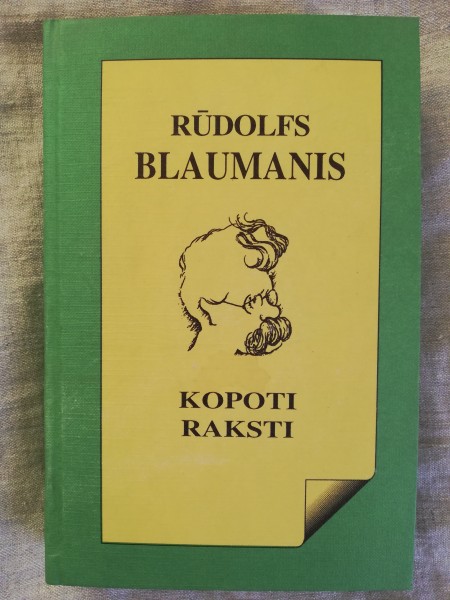 RŪDOLFS
BLAUMANIS
KOPOTI
RAKSTI